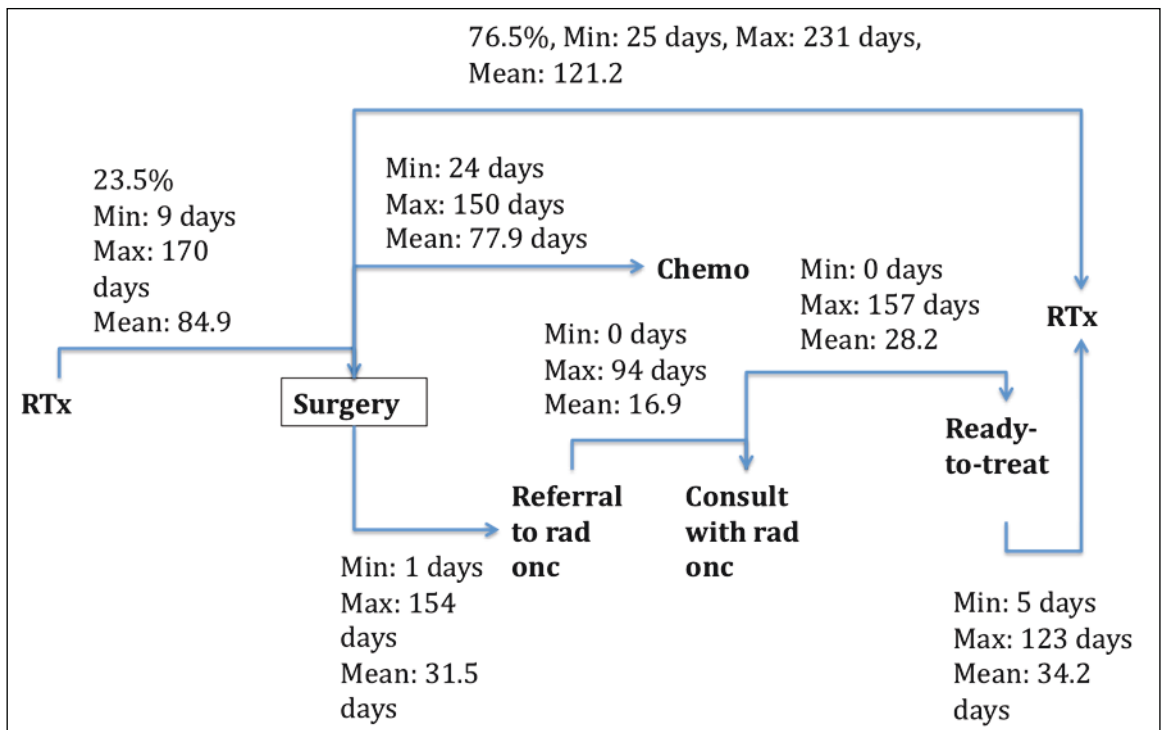 76.5%, Min: 25 days, Max: 231 days,
Mean: 121.2
23.5%
Min: 9 days
Max: 170
days
Mean: 84.9
Min: 24 days
Max: 150 days
Mean: 77.9 days
Chemo
Min: 0 days
Max: 157 days
Mean: 28.2
RTx
Min: 0 days
Max: 94 days
Mean: 16.9
RTx
Surgery
Ready-
to-treat
Referral
to rad
onc
Consult
with rad
onc
Min: 1 days
Max: 154
days
Mean: 31.5
days
Min: 5 days
Max: 123 days
Mean: 34.2
days